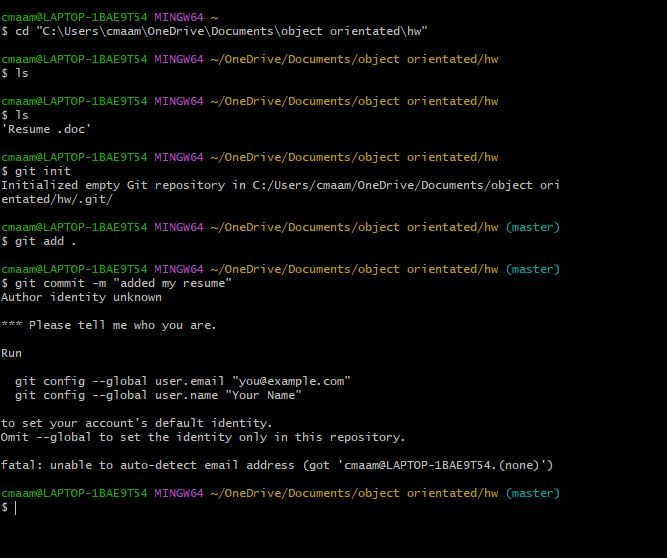 cmaam@LAPTOP-1BAE9T54 MINGW64 ~
$ cd "C:\Users\cmaam\OneDrive\Documents\object orientated\hw"
cmaam@LAPTOP-1BAE9T54 MINGW64 ~/OneDrive/Documents/object orientated/hw
$ ls
cmaam@LAPTOP-1BAE9T54 MINGW64 ~/OneDrive/Documents/object orientated/hw
$ ls
'Resume .doc'
cmaam@LAPTOP-1BAE9T54 MINGW64 ~/OneDrive/Documents/object orientated/hw
$ git init
Initialized empty Git repository in C:/Users/cmaam/OneDrive/Documents/object ori
entated/hw/.git/
cmaam@LAPTOP-1BAE9T54 MINGW64 ~/OneDrive/Documents/object orientated/hw (master)
$ git add .
cmaam@LAPTOP-1BAE9T54 MINGW64 ~/OneDrive/Documents/object orientated/hw (master)
$ git commit -m "added my resume"
Author identity unknown
*** Please tell me who you are.
Run
  git config --global user.email "you@example.com"
  git config --global user.name "Your Name"
to set your account's default identity.
Omit --global to set the identity only in this repository.
fatal: unable to auto-detect email address (got 'cmaam@LAPTOP-1BAE9T54.(none)')
cmaam@LAPTOP-1BAE9T54 MINGW64 ~/OneDrive/Documents/object orientated/hw (master)
$